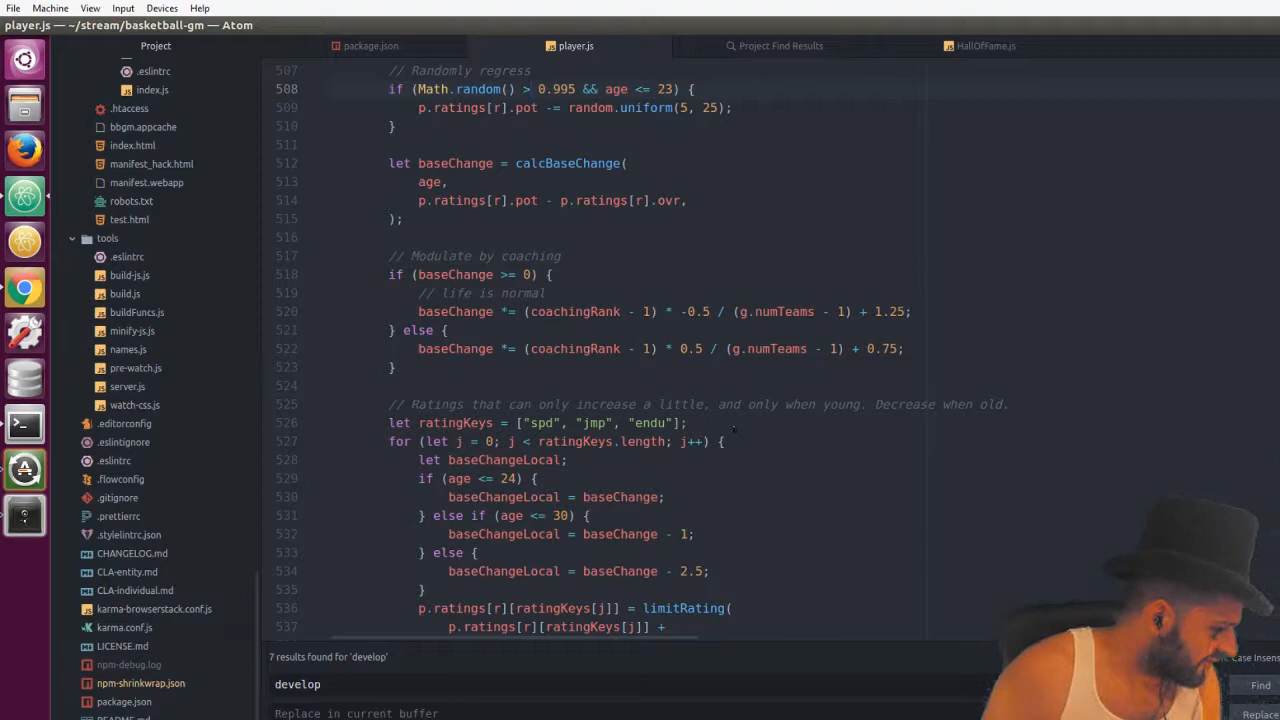 File Machine View Input Devices Help
player.js — ~/stream/basketball-gm — Atom
Project
package.json
player.js
Project Find Results
HallOfFame.js
.eslintrc
index.js
.htaccess
bbgm.appcache
index.html
manifest_hack.html
manifest.webapp
robots.txt
test.html
tools
.eslintrc
build-js.js
build.js
buildFuncs.js
minify-js.js
names.js
pre-watch.js
server.js
watch-css.js
.editorconfig
.eslintignore
.eslintrc
.flowconfig
.gitignore
.prettierrc
.stylelintrc.json
CHANGELOG.md
CLA-entity.md
CLA-individual.md
karma-browserstack.conf.js
karma.conf.js
LICENSE.md
npm-debug.log
npm-shrinkwrap.json
package.json
README.md
507 // Randomly regress
508 if (Math.random() > 0.995 && age <= 23) {
509 p.ratings[r].pot -= random.uniform(5, 25);
510 }
511
512 let baseChange = calcBaseChange(
513 age,
514 p.ratings[r].pot - p.ratings[r].ovr,
515 );
516
517 // Modulate by coaching
518 if (baseChange >= 0) {
519 // life is normal
520 baseChange *= (coachingRank - 1) * -0.5 / (g.numTeams - 1) + 1.25;
521 } else {
522 baseChange *= (coachingRank - 1) * 0.5 / (g.numTeams - 1) + 0.75;
523 }
524
525 // Ratings that can only increase a little, and only when young. Decrease when old.
526 let ratingKeys = ["spd", "jmp", "endu"];
527 for (let j = 0; j < ratingKeys.length; j++) {
528 let baseChangeLocal;
529 if (age <= 24) {
530 baseChangeLocal = baseChange;
531 } else if (age <= 30) {
532 baseChangeLocal = baseChange - 1;
533 } else {
534 baseChangeLocal = baseChange - 2.5;
535 }
536 p.ratings[r][ratingKeys[j]] = limitRating(
537 p.ratings[r][ratingKeys[j]] +
7 results found for 'develop'
Case Insens
develop
Find
Replace in current buffer
Replace